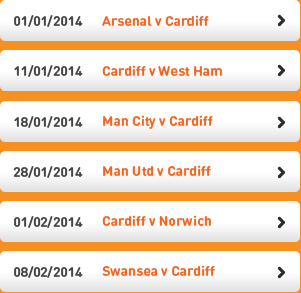 01/01/2014 Arsenal v Cardiff
11/01/2014 Cardiff v West Ham
18/01/2014 Man City v Cardiff
28/01/2014 Man Utd v Cardiff
01/02/2014 Cardiff v Norwich
08/02/2014 Swansea v Cardiff